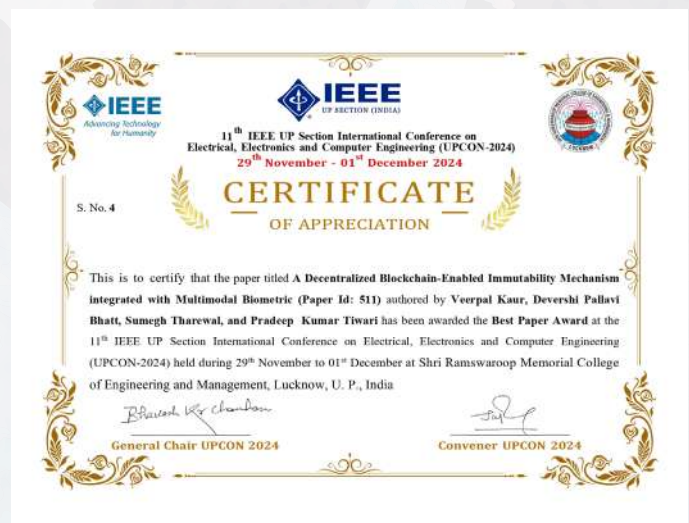 IEEE
Advancing Technology
for Humanity
IEEE
UP SECTION (INDIA)
11th IEEE UP Section International Conference on
Electrical, Electronics and Computer Engineering (UPCON-2024)
29th November - 01st December 2024
S. No. 4
CERTIFICATE
OF APPRECIATION
This is to certify that the paper titled A Decentralized Blockchain-Enabled Immutability Mechanism
integrated with Multimodal Biometric (Paper Id: 511) authored by Veerpal Kaur, Devershi Pallavi
Bhatt, Sumegh Tharewal, and Pradeep Kumar Tiwari has been awarded the Best Paper Award at the
11th IEEE UP Section International Conference on Electrical, Electronics and Computer Engineering
(UPCON-2024) held during 29th November to 01st December at Shri Ramswaroop Memorial College
of Engineering and Management, Lucknow, U. P., India
General Chair UPCON 2024
Convener UPCON 2024